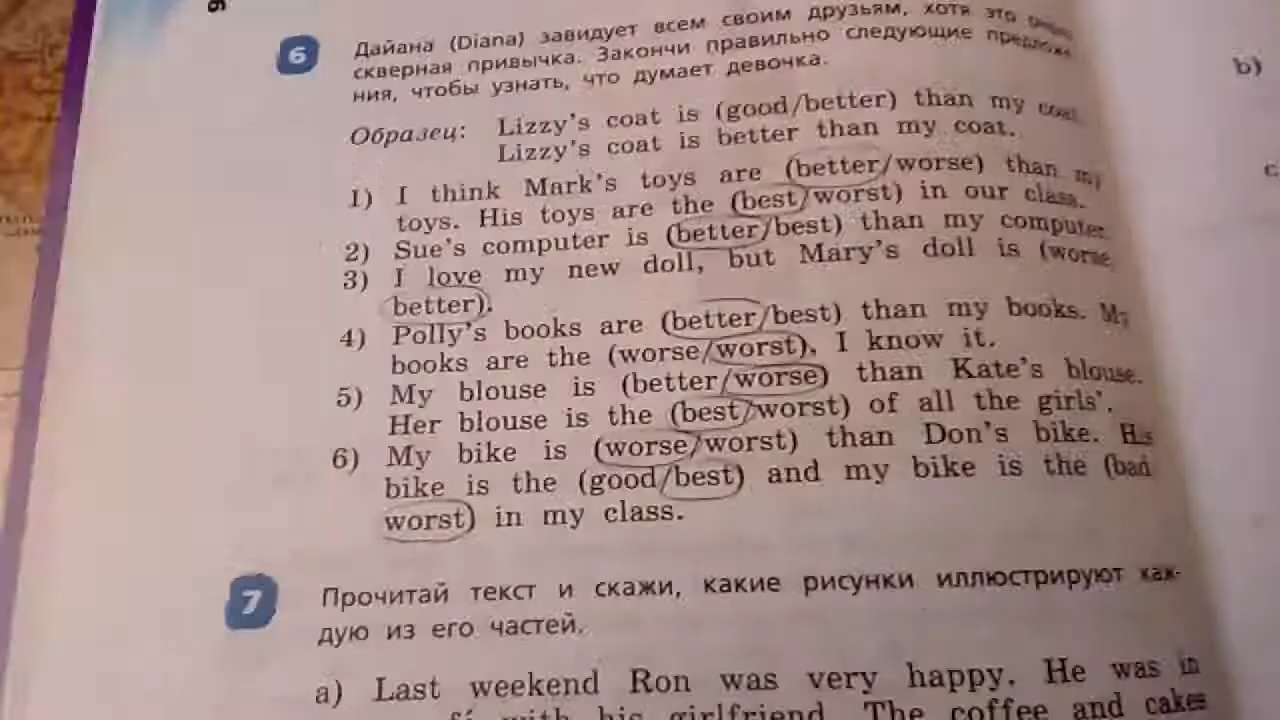 6
Дайана (Diana) завидует всем своим друзьям, хотя это
скверная привычка. Закончи правильно следующие предложе-
ния, чтобы узнать, что думает девочка.
Образец: Lizzy's coat is (good/better) than my coat.
Lizzy's coat is better than my coat.
1) I think Mark's toys are (better/worse) than my
toys. His toys are the (best/worst) in our class.
2) Sue's computer is (better/best) than my computer.
3) I love my new doll, but Mary's doll is (worse
better).
4) Polly's books are (better/best) than my books. My
books are the (worse/worst), I know it.
5) My blouse is (better/worse) than Kate's blouse.
Her blouse is the (best/worst) of all the girls'.
6) My bike is (worse/worst) than Don's bike. His
bike is the (good/best) and my bike is the (bad
worst) in my class.
7 Прочитай текст и скажи, какие рисунки иллюстрируют каж-
дую из его частей.
a) Last weekend Ron was very happy. He was in
with his girlfriend. The coffee and cakes
b)
c